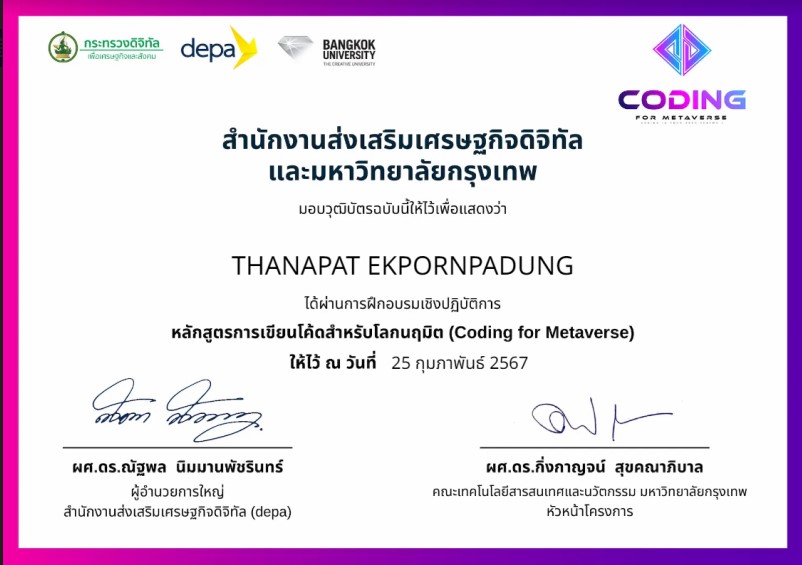 กระทรวงดิจิทัล
เพื่อเศรษฐกิจและสังคม
depa
BANGKOK
UNIVERSITY
THE CREATIVE UNIVERSITY
CODING
FOR METAVERSE
สำนักงานส่งเสริมเศรษฐกิจดิจิทัล
และมหาวิทยาลัยกรุงเทพ
มอบวุฒิบัตรฉบับนี้ให้ไว้เพื่อแสดงว่า
THANAPAT EKPORNPADUNG
ได้ผ่านการฝึกอบรมเชิงปฏิบัติการ
หลักสูตรการเขียนโค้ดสำหรับโลกนฤมิต (Coding for Metaverse)
ให้ไว้ ณ วันที่ 25 กุมภาพันธ์ 2567
ผศ.ดร.ณัฐพล นิมมานพัชรินทร์
ผู้อำนวยการใหญ่
สำนักงานส่งเสริมเศรษฐกิจดิจิทัล (depa)
ผศ.ดร.กิ่งกาญจน์ สุขคณาภิบาล
คณะเทคโนโลยีสารสนเทศและนวัตกรรม มหาวิทยาลัยกรุงเทพ
หัวหน้าโครงการ